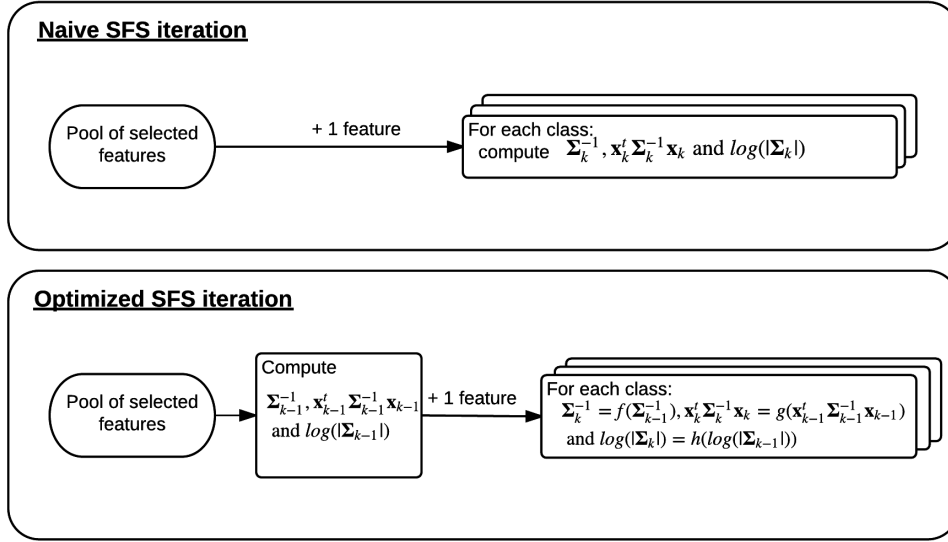 Naive SFS iteration
Pool of selected
features
+ 1 feature
For each class:
compute Σ_k^{-1}, x_k^t Σ_k^{-1} x_k and log(|Σ_k|)
Optimized SFS iteration
Pool of selected
features
Compute
Σ_{k-1}^{-1}, x_{k-1}^t Σ_{k-1}^{-1} x_{k-1}
and log(|Σ_{k-1}|)
+ 1 feature
For each class:
Σ_k^{-1} = f(Σ_{k-1}^{-1}), x_k^t Σ_k^{-1} x_k = g(x_{k-1}^t Σ_{k-1}^{-1} x_{k-1})
and log(|Σ_k|) = h(log(|Σ_{k-1}|))